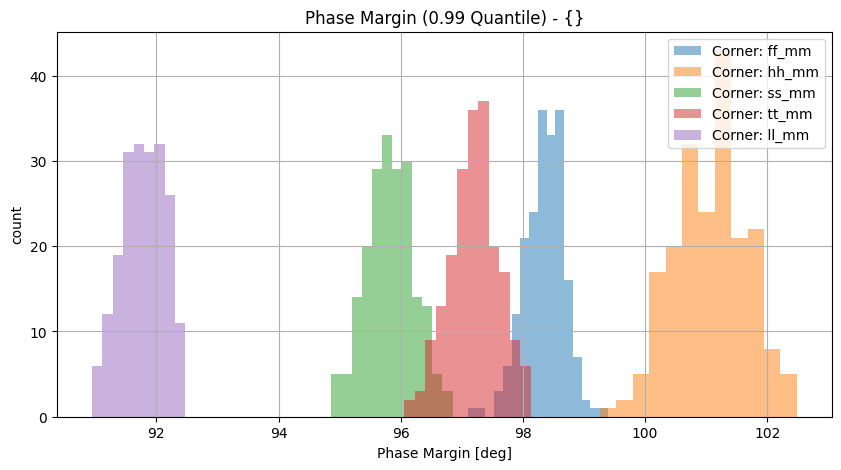 Phase Margin (0.99 Quantile) - {}
Corner: ff_mm
Corner: hh_mm
Corner: ss_mm
Corner: tt_mm
Corner: ll_mm
count
40
30
20
10
0
92
94
96
98
100
102
Phase Margin [deg]